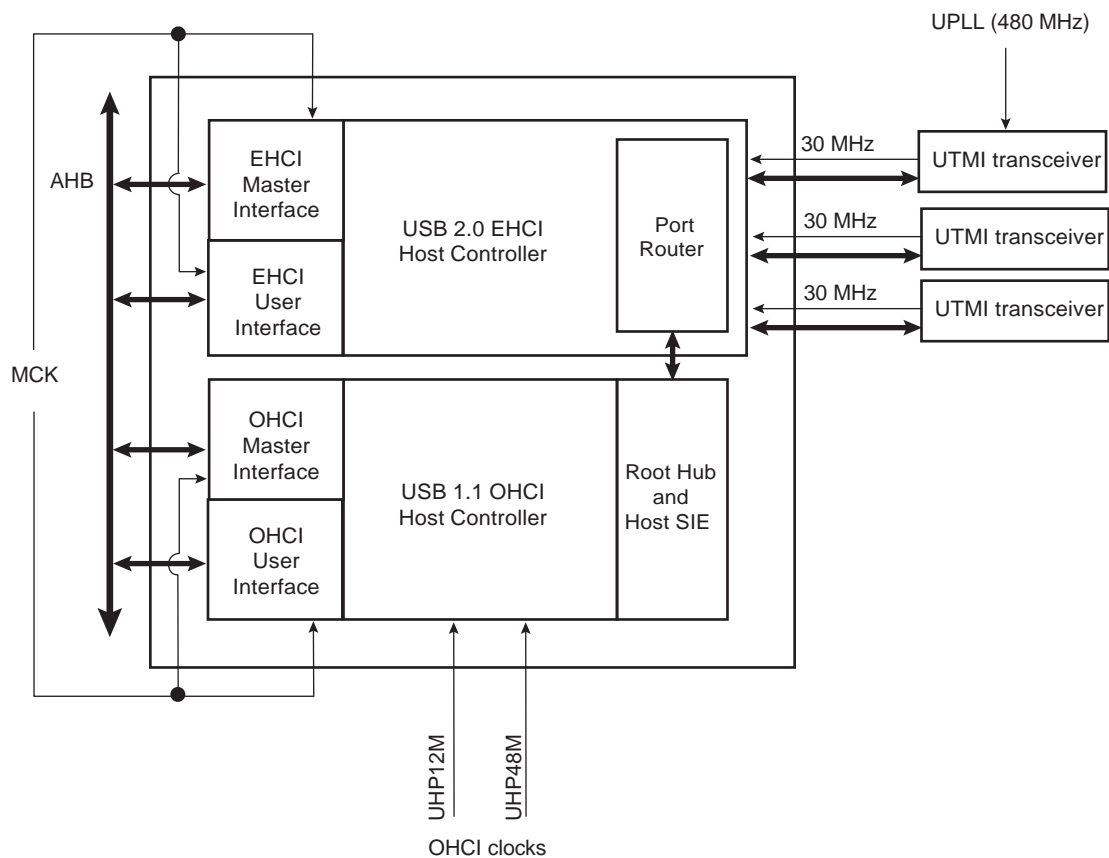 UPLL (480 MHz)
AHB
EHCI
Master
Interface
EHCI
User
Interface
USB 2.0 EHCI
Host Controller
Port
Router
30 MHz
UTMI transceiver
30 MHz
UTMI transceiver
30 MHz
UTMI transceiver
MCK
OHCI
Master
Interface
OHCI
User
Interface
USB 1.1 OHCI
Host Controller
Root Hub
and
Host SIE
UHP12M
UHP48M
OHCI clocks